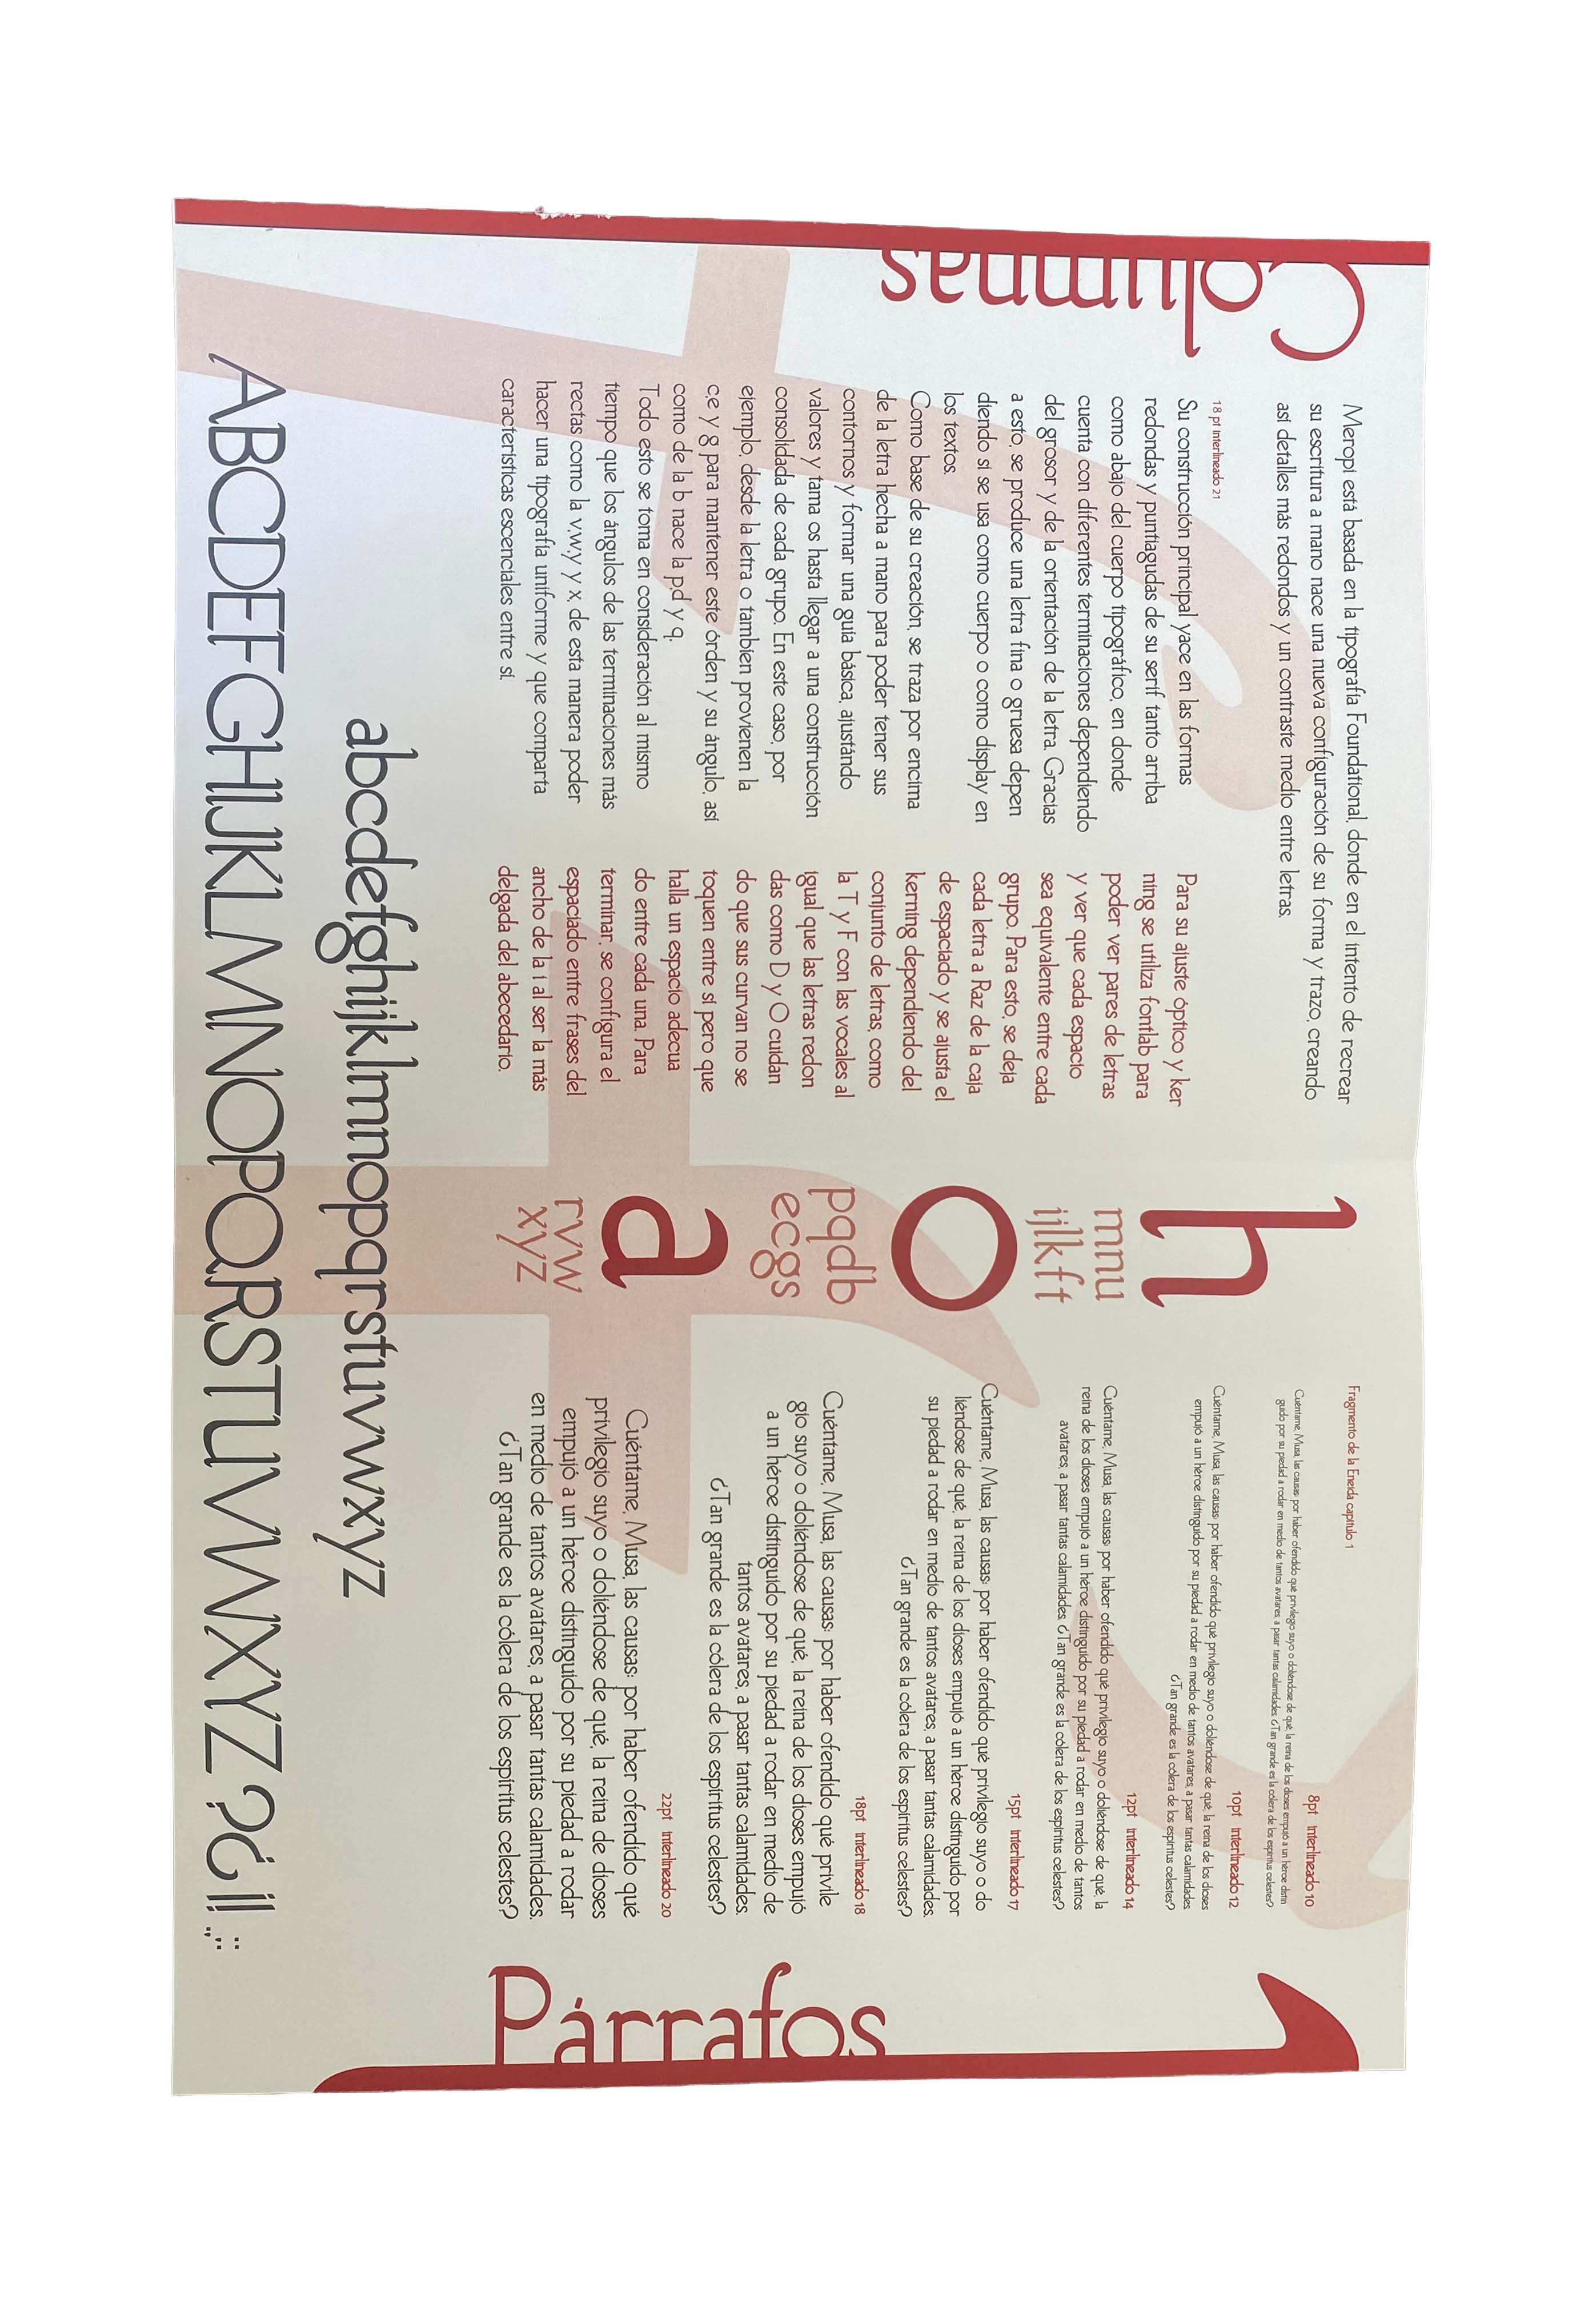 Columnas
Meropi está basada en la tipografía Foundational, donde en el intento de recrear
su escritura a mano nace una nueva configuración de su forma y trazo, creando
así detalles más redondos y un contraste medio entre letras.
18 pt interlineado 21
Su construcción principal yace en las formas
redondas y puntiagudas de su serif tanto arriba
como abajo del cuerpo tipográfico, en donde
cuenta con diferentes terminaciones dependiendo
del grosor y de la orientación de la letra. Gracias
a esto, se produce una letra fina o gruesa depen
diendo si se usa como cuerpo o como display en
los textos.
Como base de su creación, se traza por encima
de la letra hecha a mano para poder tener sus
contornos y formar una guía básica, ajustándo
valores y tama os hasta llegar a una construcción
consolidada de cada grupo. En este caso, por
ejemplo, desde la letra o tambien provienen la
c,e y g para mantener este órden y su ángulo, así
como de la b nace la p,d y q.
Todo esto se toma en consideración al mismo
tiempo que los ángulos de las terminaciones más
rectas como la v,w,y y x, de esta manera poder
hacer una tipografía uniforme y que comparta
características escenciales entre sí.
Para su ajuste óptico y ker
ning se utiliza fontlab para
poder ver pares de letras
y ver que cada espacio
sea equivalente entre cada
grupo. Para esto, se deja
cada letra a Raz de la caja
de espaciado y se ajusta el
kerning dependiendo del
conjunto de letras, como
la T y F con las vocales al
igual que las letras redon
das como D y O cuidan
do que sus curvan no se
toquen entre sí pero que
halla un espacio adecua
do entre cada una. Para
terminar, se configura el
espaciado entre frases del
ancho de la i al ser la más
delgada del abecedario.
h
mnu
ijlkft
o
pqdb
ecgs
a
rvw
xyz
Fragmento de la Eneida capítulo 1
8pt interlineado 10
Cuéntame, Musa, las causas: por haber ofendido qué privilegio suyo o doliéndose de qué, la reina de los dioses empujó a un héroe distin
guido por su piedad a rodar en medio de tantos avatares, a pasar tantas calamidades. ¿Tan grande es la cólera de los espíritus celestes?
10pt interlineado 12
Cuéntame, Musa, las causas: por haber ofendido qué privilegio suyo o doliéndose de qué, la reina de los dioses
empujó a un héroe distinguido por su piedad a rodar en medio de tantos avatares, a pasar tantas calamidades.
¿Tan grande es la cólera de los espíritus celestes?
12pt interlineado 14
Cuéntame, Musa, las causas: por haber ofendido qué privilegio suyo o doliéndose de qué, la
reina de los dioses empujó a un héroe distinguido por su piedad a rodar en medio de tantos
avatares, a pasar tantas calamidades. ¿Tan grande es la cólera de los espíritus celestes?
15pt interlineado 17
Cuéntame, Musa, las causas: por haber ofendido qué privilegio suyo o do
liéndose de qué, la reina de los dioses empujó a un héroe distinguido por
su piedad a rodar en medio de tantos avatares, a pasar tantas calamidades.
¿Tan grande es la cólera de los espíritus celestes?
18pt interlineado 18
Cuéntame, Musa, las causas: por haber ofendido qué privile
gio suyo o doliéndose de qué, la reina de los dioses empujó
a un héroe distinguido por su piedad a rodar en medio de
tantos avatares, a pasar tantas calamidades.
¿Tan grande es la cólera de los espíritus celestes?
22pt interlineado 20
Cuéntame, Musa, las causas: por haber ofendido qué
privilegio suyo o doliéndose de qué, la reina de dioses
empujó a un héroe distinguido por su piedad a rodar
en medio de tantos avatares, a pasar tantas calamidades.
¿Tan grande es la cólera de los espíritus celestes?
Párrafos
abcdefghijklmnopqrstuvwxyz
ABCDEFGHIJKLMNOPQRSTUVWXYZ?¿¡!.,;: